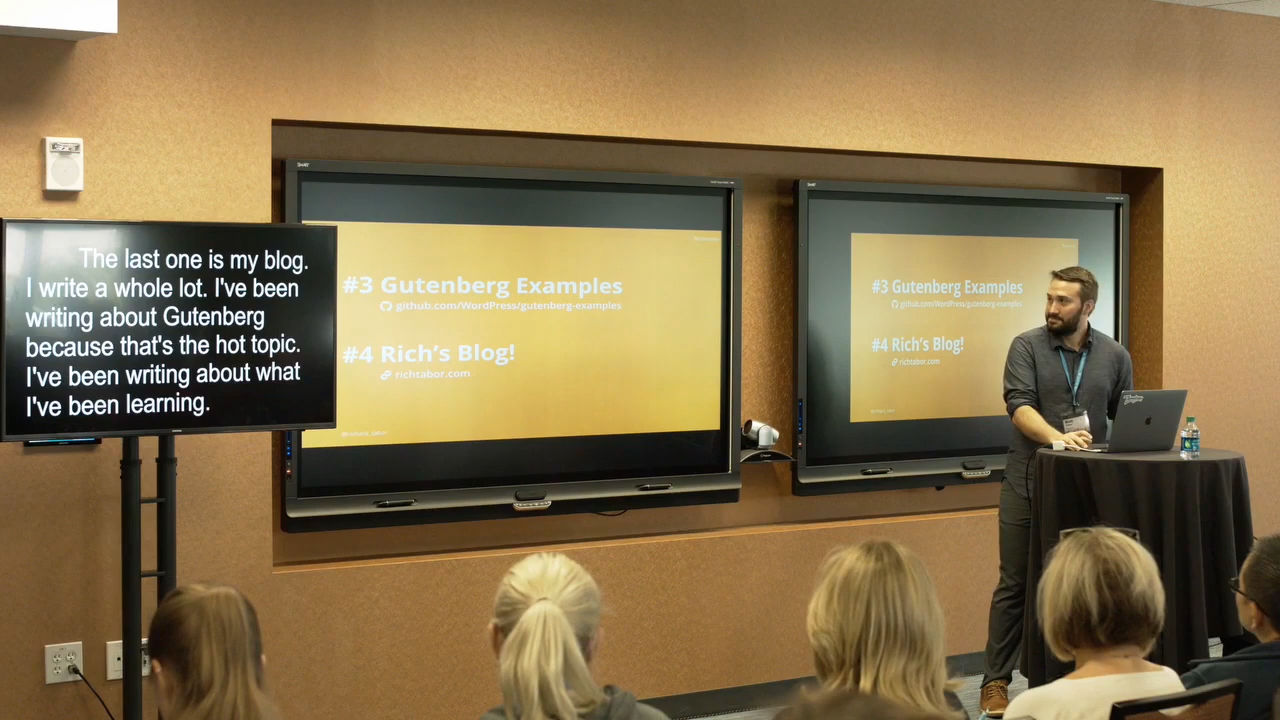 The last one is my blog.
I write a whole lot. I've been
writing about Gutenberg
because that's the hot topic.
I've been writing about what
I've been learning.
SMART
#3 Gutenberg Examples
github.com/WordPress/gutenberg-examples
#4 Rich's Blog!
richtabor.com
SMART
#3 Gutenberg Examples
github.com/WordPress/gutenberg-examples
#4 Rich's Blog!
richtabor.com